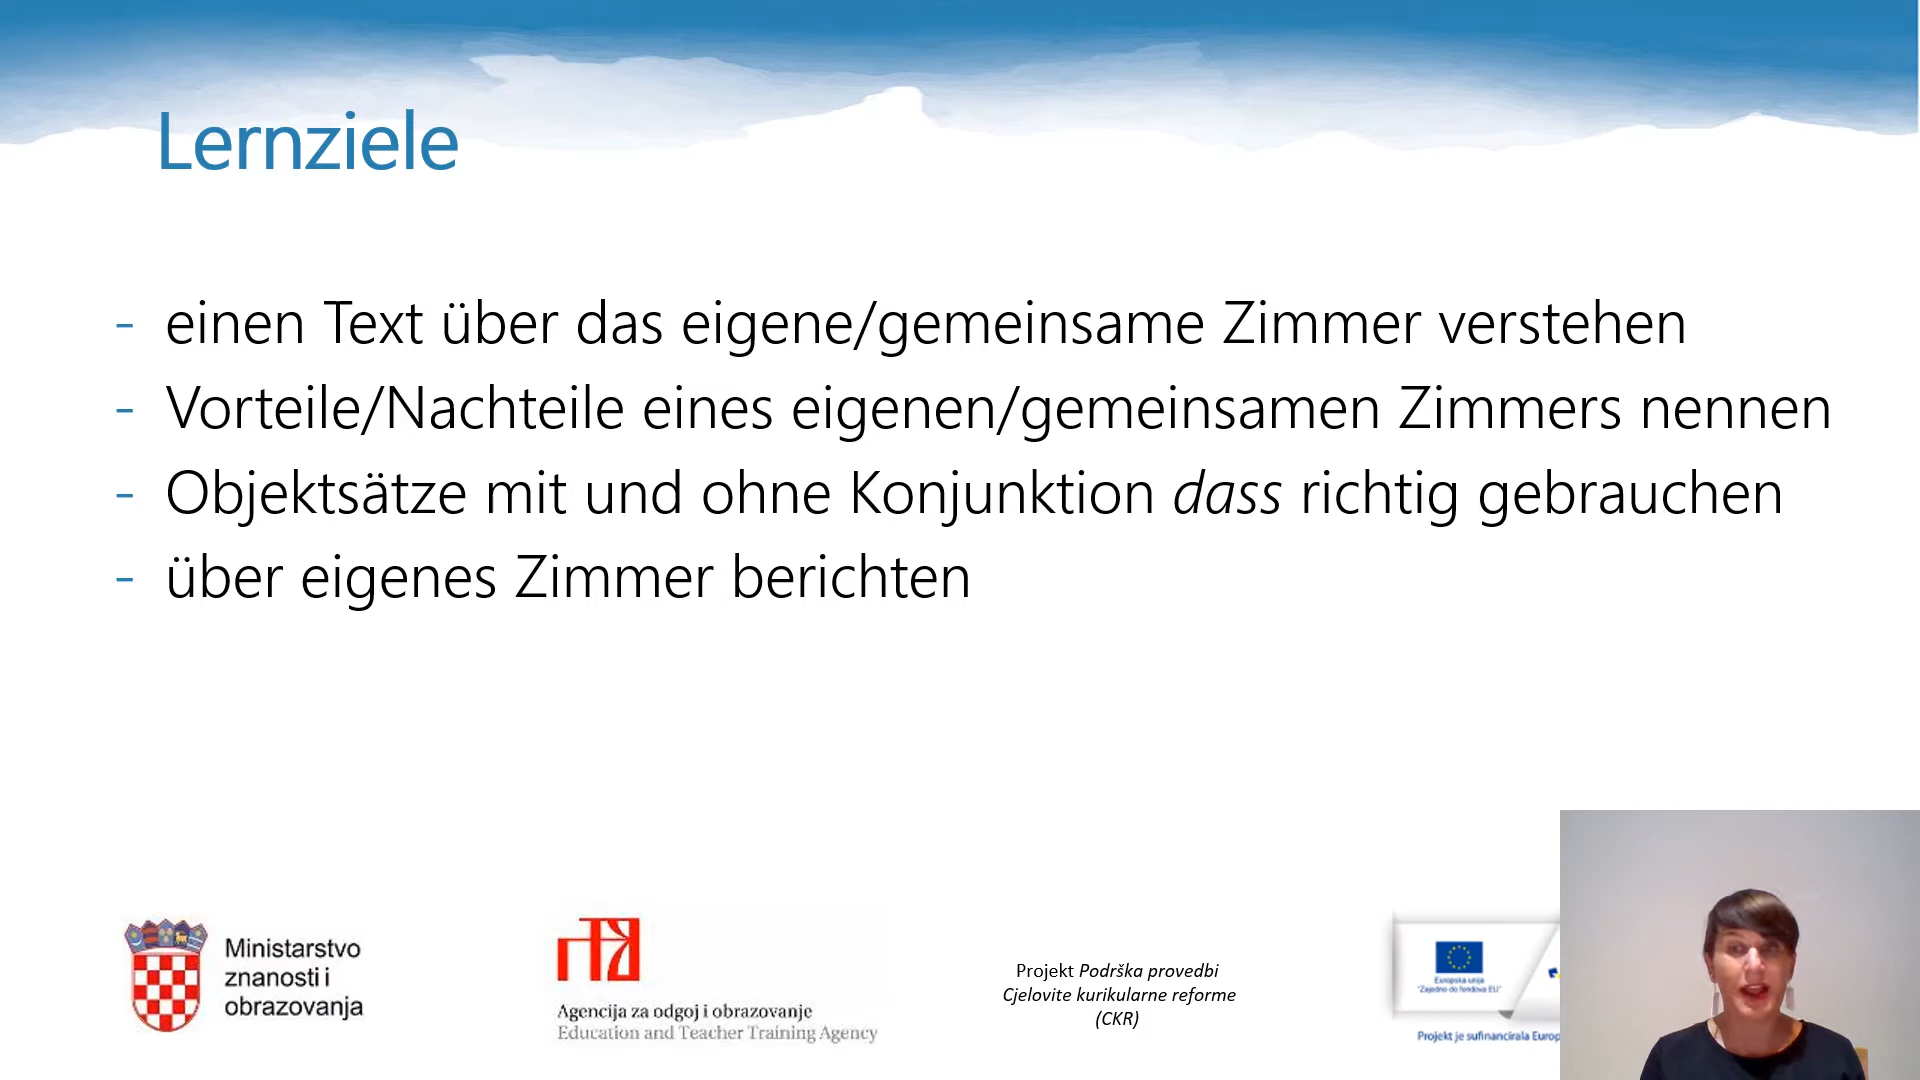 Lernziele
- einen Text über das eigene/gemeinsame Zimmer verstehen
- Vorteile/Nachteile eines eigenen/gemeinsamen Zimmers nennen
- Objektsätze mit und ohne Konjunktion dass richtig gebrauchen
- über eigenes Zimmer berichten
Ministarstvo
znanosti i
obrazovanja
Agencija za odgoj i obrazovanje
Education and Teacher Training Agency
Projekt Podrška provedbi
Cjelovite kurikularne reforme
(CKR)
Europska unija
"Zajedno do fondova EU"
Projekt je sufinancirala Europ